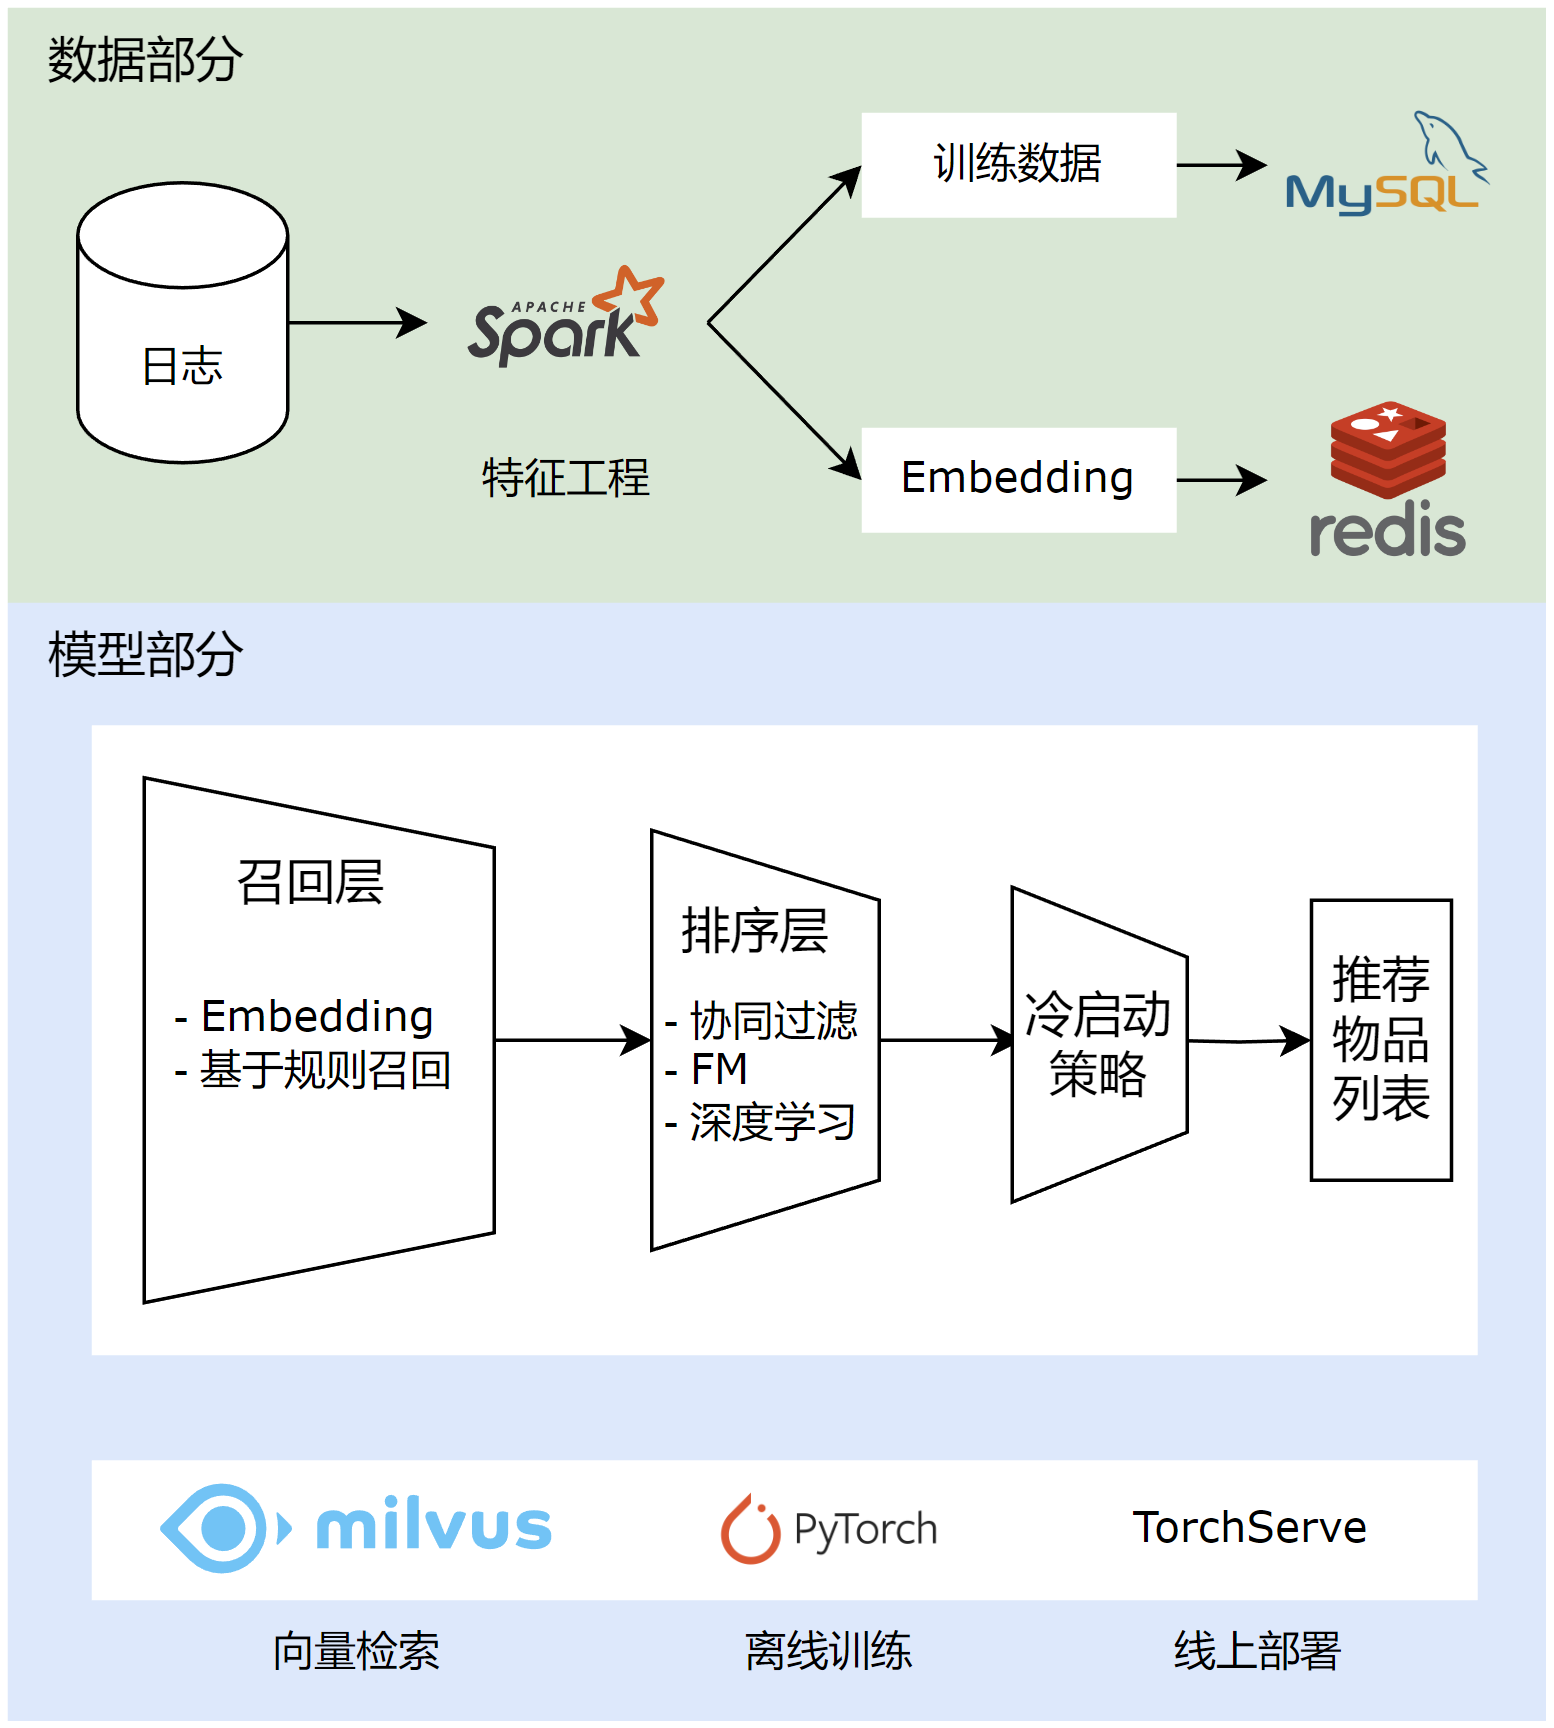 数据部分
日志
APACHE
Spark
特征工程
训练数据
MySQL
Embedding
redis
模型部分
召回层
- Embedding
- 基于规则召回
排序层
- 协同过滤
- FM
- 深度学习
冷启动
策略
推荐
物品
列表
milvus
PyTorch
TorchServe
向量检索
离线训练
线上部署